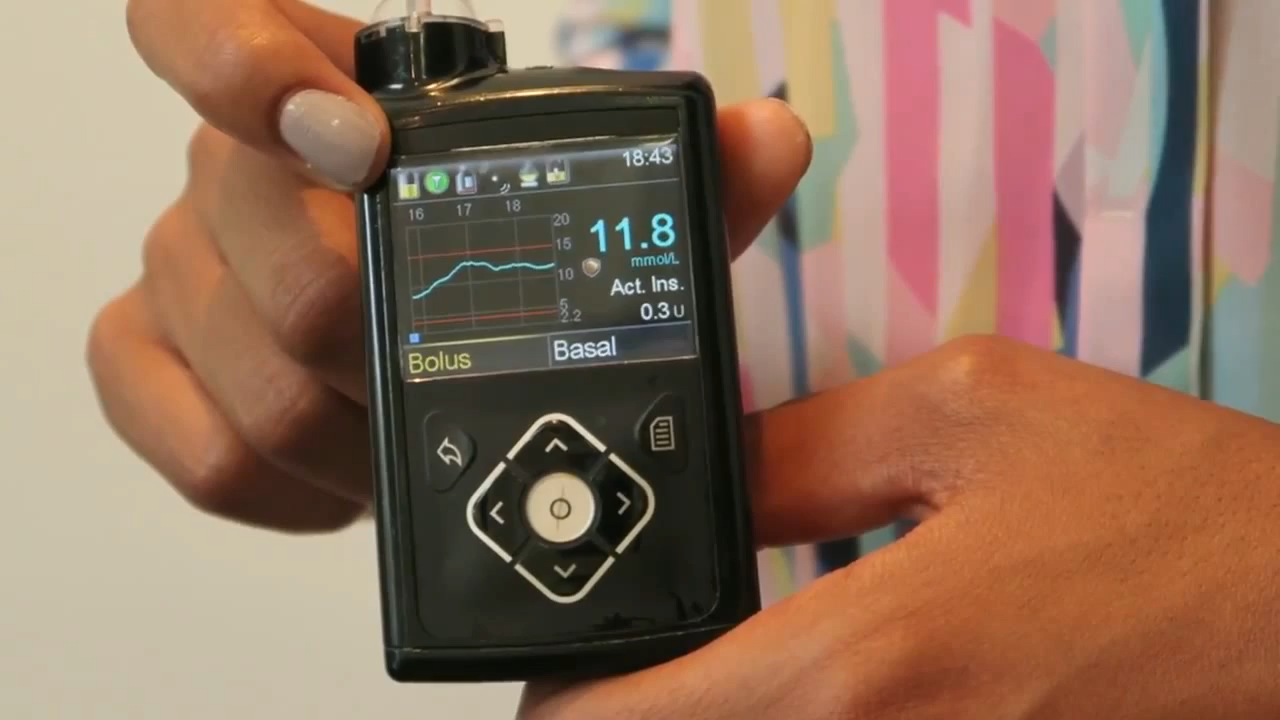 18:43
16 17 18
20
15
10
5
2.2
11.8
mmol/L
Act. Ins.
0.3 U
Bolus
Basal